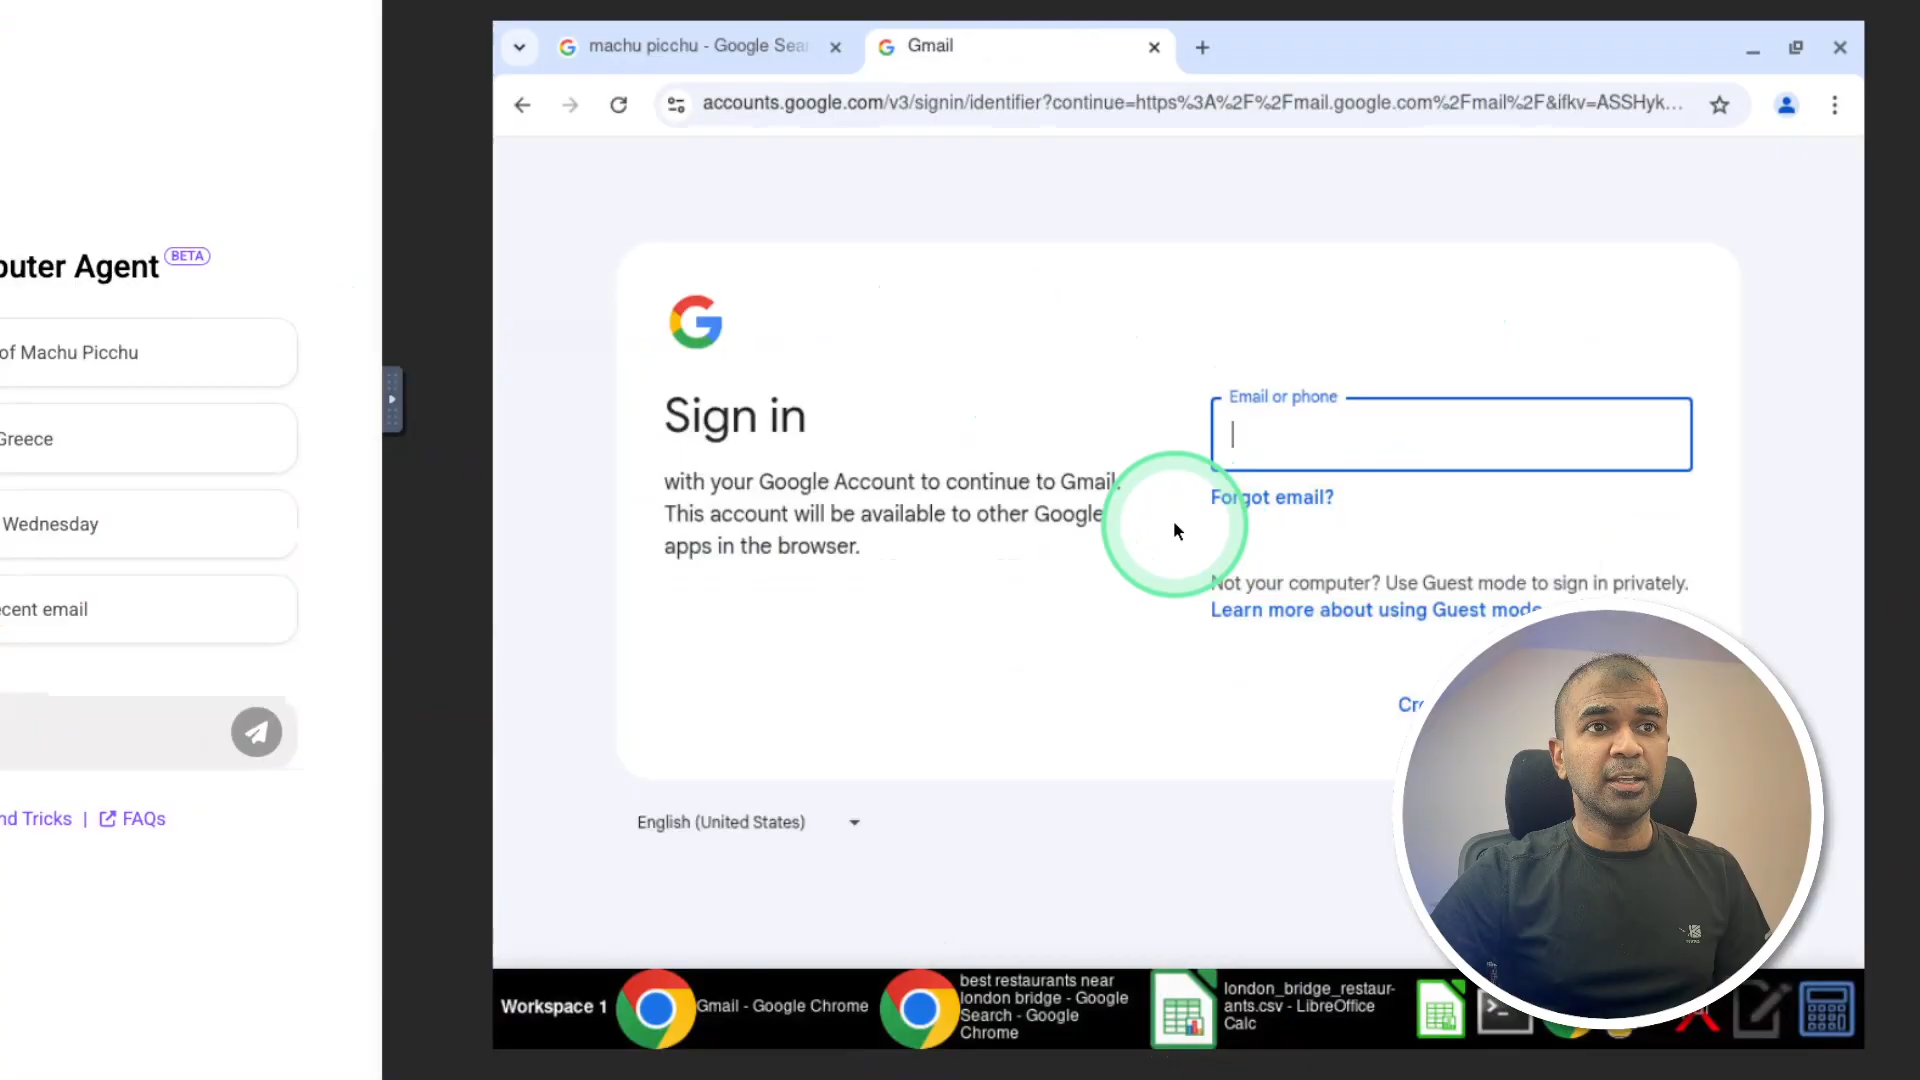 machu picchu - Google Sear
Gmail
accounts.google.com/v3/signin/identifier?continue=https%3A%2F%2Fmail.google.com%2Fmail%2F&ifkv=ASSHyk...
puter Agent BETA
of Machu Picchu
Greece
Wednesday
ecent email
nd Tricks | FAQs
Sign in
with your Google Account to continue to Gmail.
This account will be available to other Google
apps in the browser.
Email or phone
Forgot email?
Not your computer? Use Guest mode to sign in privately.
Learn more about using Guest mode
Cre
English (United States)
Workspace 1
Gmail - Google Chrome
best restaurants near
london bridge - Google
Search - Google
Chrome
london_bridge_restaur-
ants.csv - LibreOffice
Calc